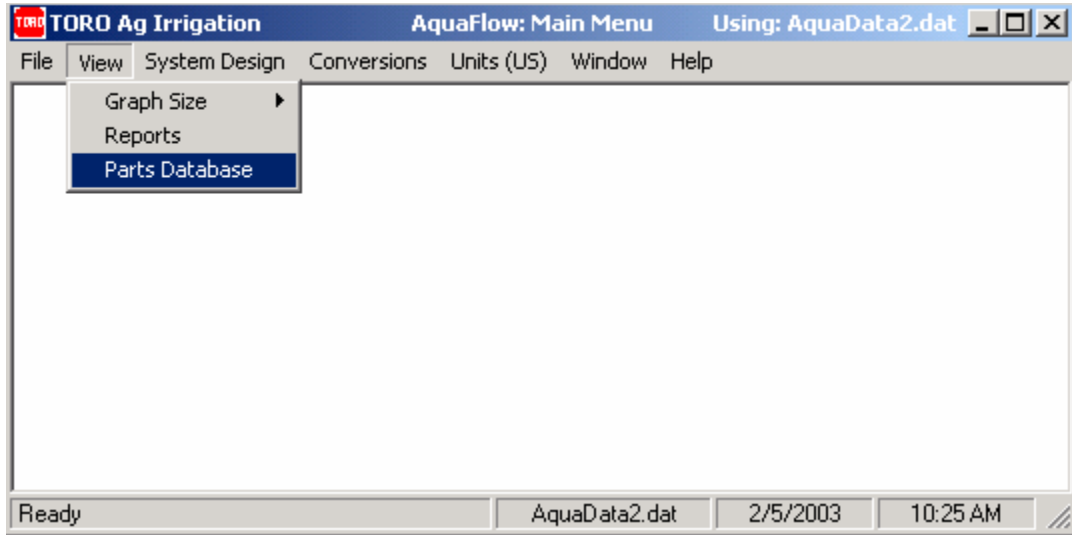 TORO TORO Ag Irrigation AquaFlow: Main Menu Using: AquaData2.dat
File View System Design Conversions Units (US) Window Help
Graph Size
Reports
Parts Database
Ready AquaData2.dat 2/5/2003 10:25 AM